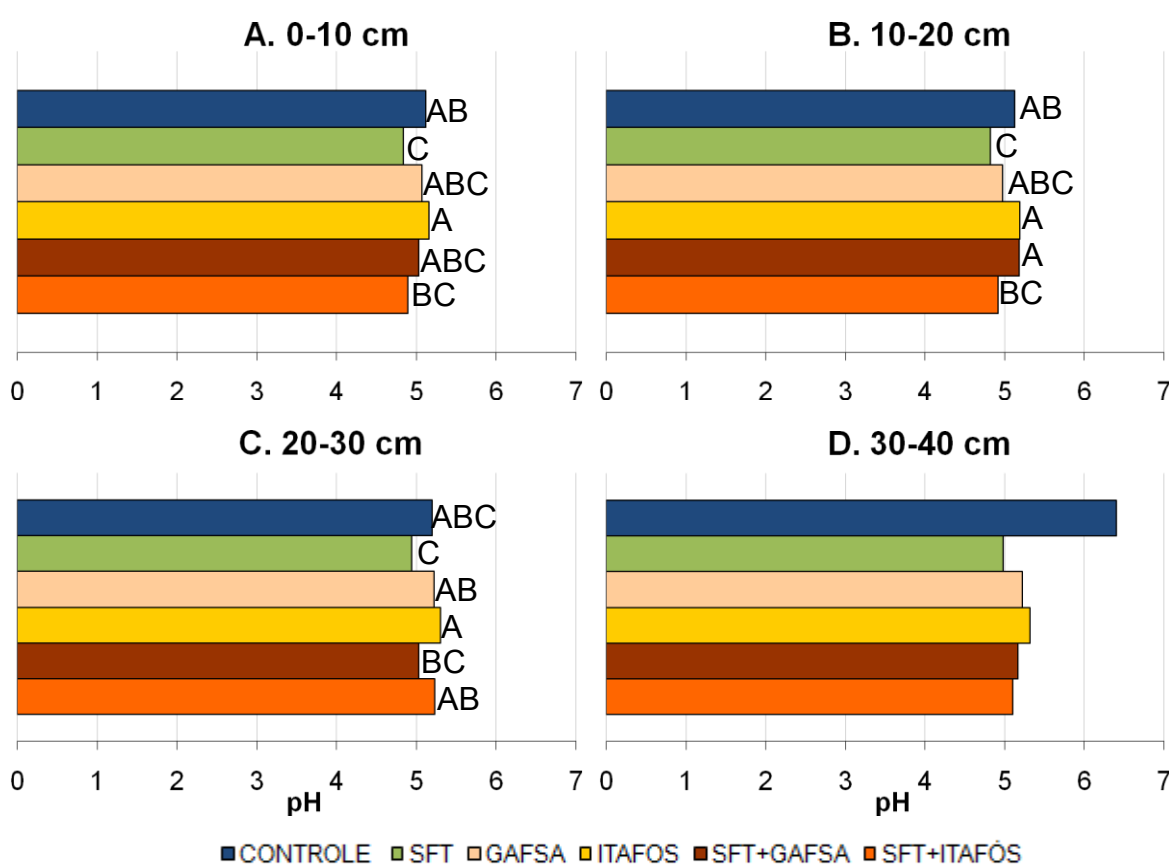 A. 0-10 cm
AB
C
ABC
A
ABC
BC
0 1 2 3 4 5 6 7
B. 10-20 cm
AB
C
ABC
A
A
BC
0 1 2 3 4 5 6 7
C. 20-30 cm
ABC
C
AB
A
BC
AB
0 1 2 3 4 5 6 7
pH
D. 30-40 cm
0 1 2 3 4 5 6 7
pH
CONTROLE SFT GAFSA ITAFOS SFT+GAFSA SFT+ITAFÓS